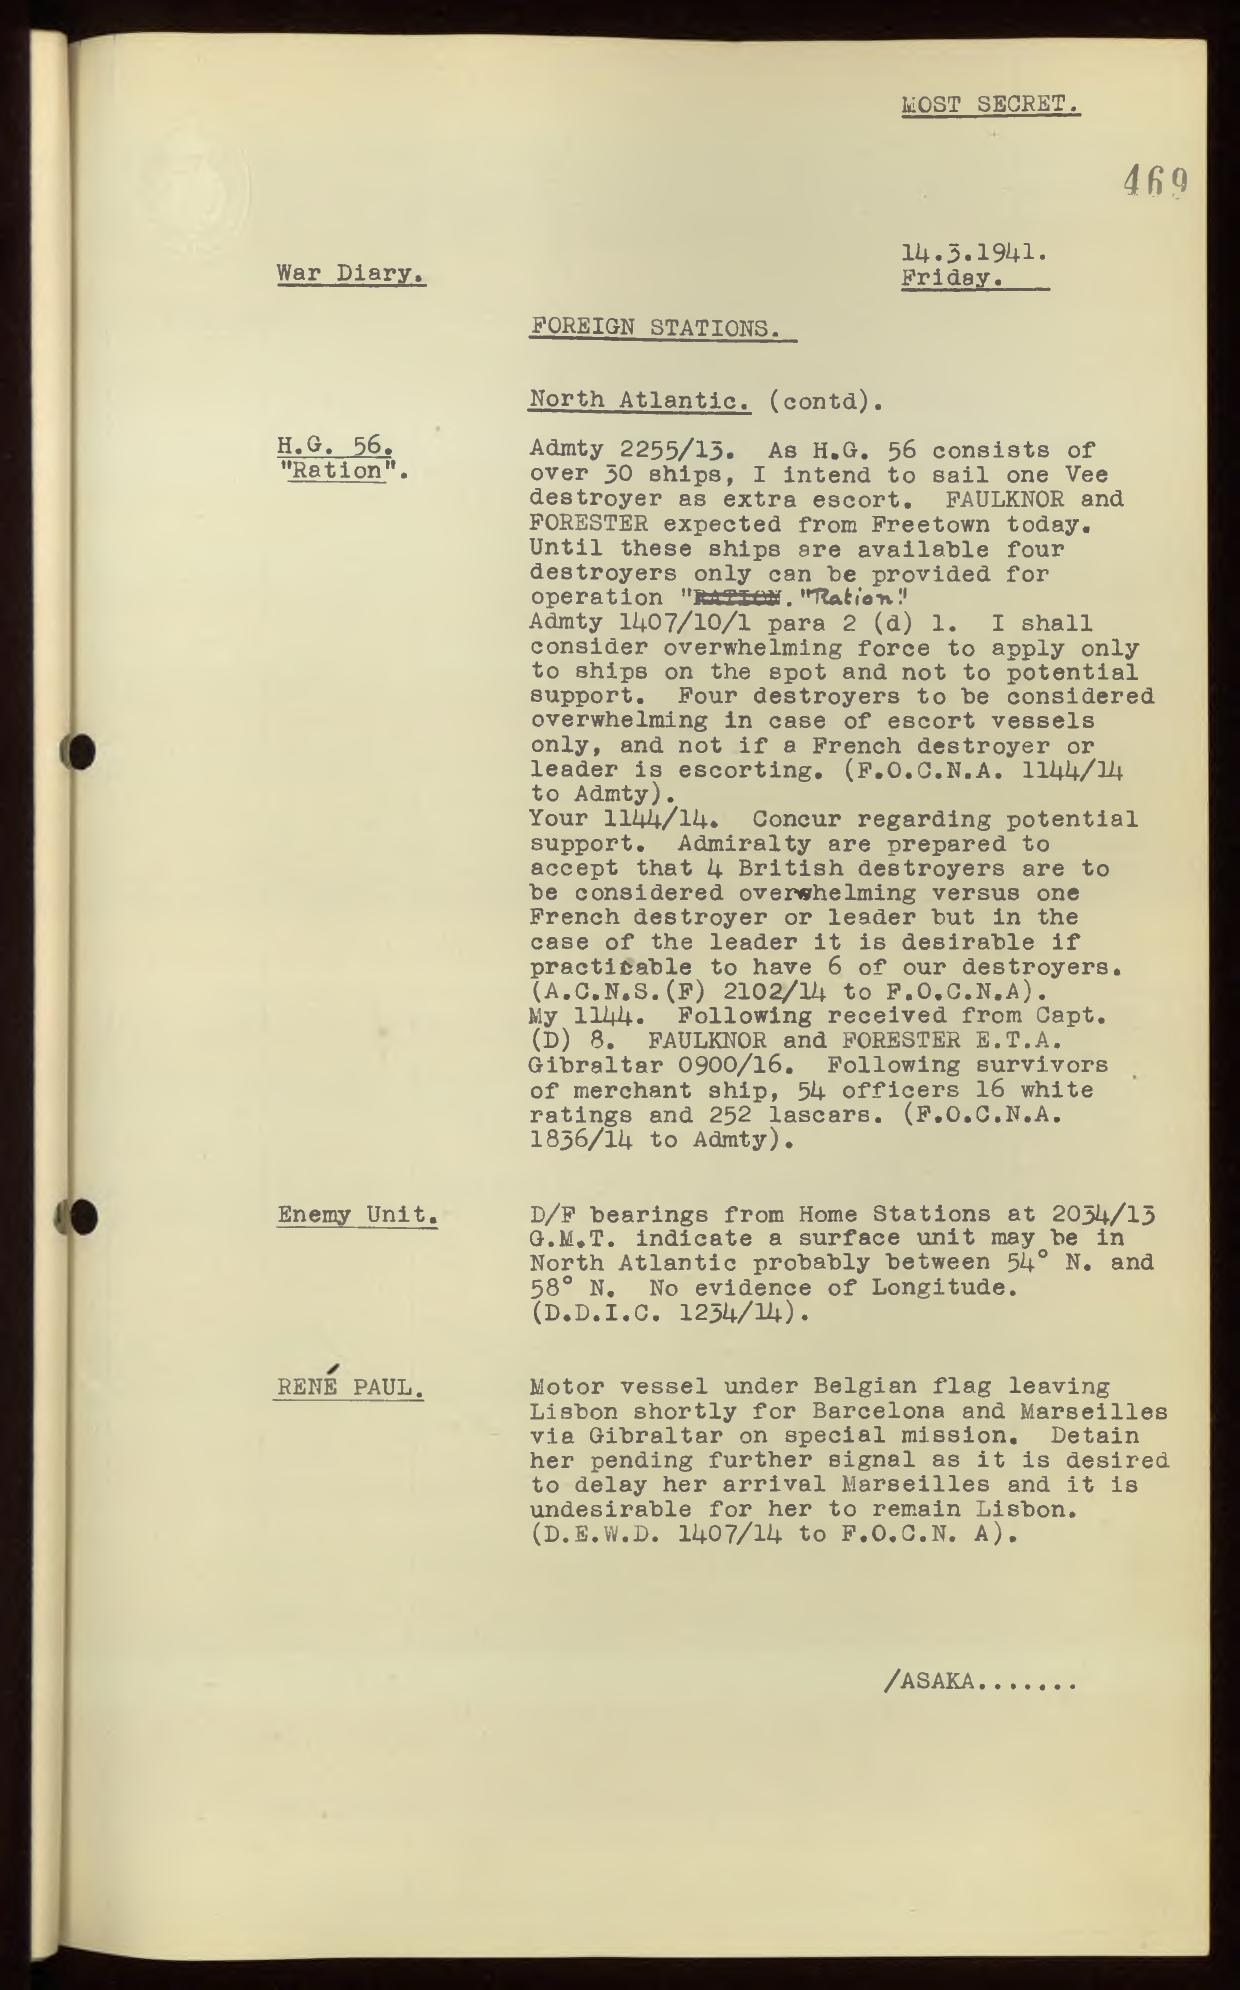 MOST SECRET.
469
14.3.1941.
War Diary.
Friday.
FOREIGN STATIONS.
North Atlantic. (contd).
H.G. 56.
"Ration".
Admty 2255/13. As H.G. 56 consists of
over 30 ships, I intend to sail one Vee
destroyer as extra escort. FAULKNOR and
FORESTER expected from Freetown today.
Until these ships are available four
destroyers only can be provided for
operation "RATION. "Ration"
Admty 1407/10/1 para 2 (d) 1. I shall
consider overwhelming force to apply only
to ships on the spot and not to potential
support. Four destroyers to be considered
overwhelming in case of escort vessels
only, and not if a French destroyer or
leader is escorting. (F.O.C.N.A. 1144/14
to Admty).
Your 1144/14. Concur regarding potential
support. Admiralty are prepared to
accept that 4 British destroyers are to
be considered overwhelming versus one
French destroyer or leader but in the
case of the leader it is desirable if
practicable to have 6 of our destroyers.
(A.C.N.S.(F) 2102/14 to F.O.C.N.A).
My 1144. Following received from Capt.
(D) 8. FAULKNOR and FORESTER E.T.A.
Gibraltar 0900/16. Following survivors
of merchant ship, 54 officers 16 white
ratings and 252 lascars. (F.O.C.N.A.
1836/14 to Admty).
Enemy Unit.
D/F bearings from Home Stations at 2034/13
G.M.T. indicate a surface unit may be in
North Atlantic probably between 54° N. and
58° N. No evidence of Longitude.
(D.D.I.C. 1234/14).
RENÉ PAUL.
Motor vessel under Belgian flag leaving
Lisbon shortly for Barcelona and Marseilles
via Gibraltar on special mission. Detain
her pending further signal as it is desired
to delay her arrival Marseilles and it is
undesirable for her to remain Lisbon.
(D.E.W.D. 1407/14 to F.O.C.N. A).
/ASAKA.......